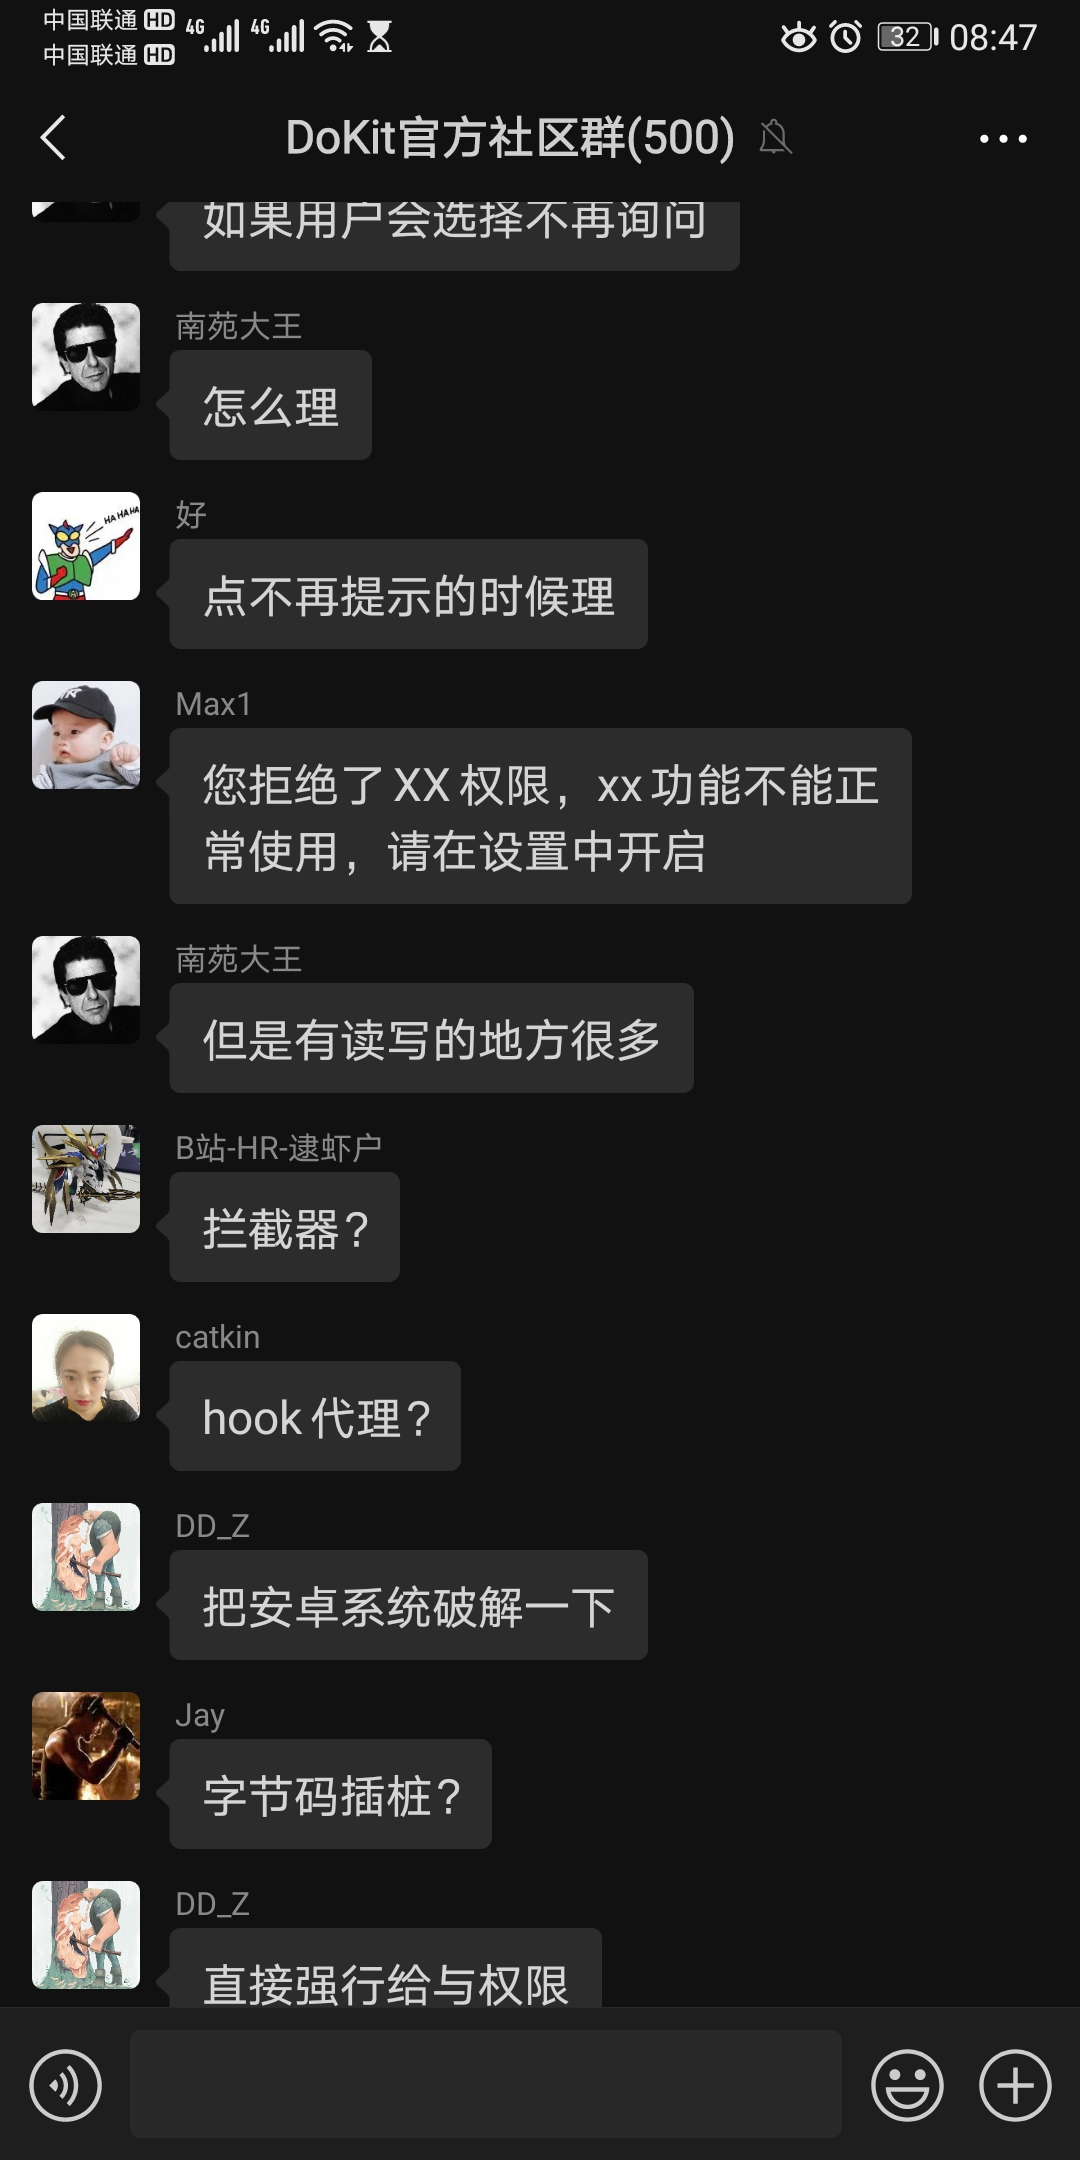 中国联通 HD 4G 4G 32 08:47
中国联通 HD
DoKit官方社区群(500)
如果用户会选择不再询问
南苑大王
怎么理
HA HA HA
好
点不再提示的时候理
Max1
您拒绝了XX权限，xx功能不能正
常使用，请在设置中开启
南苑大王
但是有读写的地方很多
B站-HR-逮虾户
拦截器？
catkin
hook代理？
DD_Z
把安卓系统破解一下
Jay
字节码插桩？
DD_Z
直接强行给与权限